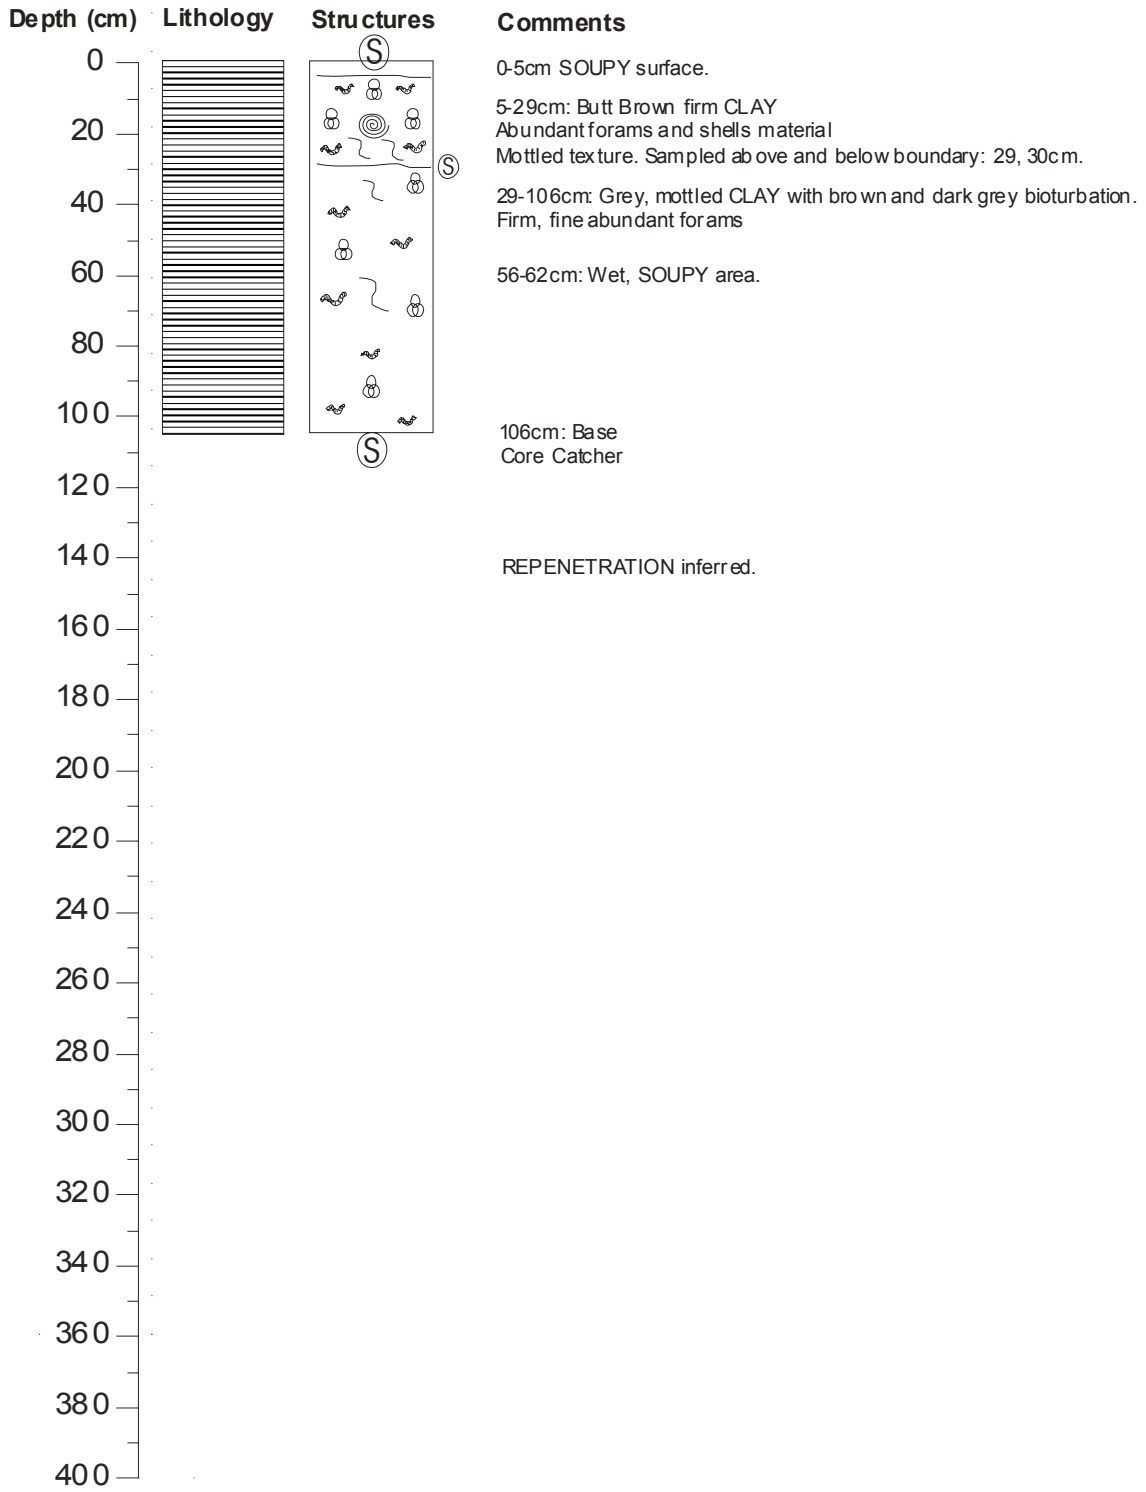 Depth (cm) Lithology Structures Comments
S
0
0-5cm SOUPY surface.
5-29cm: Butt Brown firm CLAY
20
Abundant forams and shells material
Mottled texture. Sampled above and below boundary: 29, 30cm.
S
29-106cm: Grey, mottled CLAY with brown and dark grey bioturbation.
40
Firm, fine abundant forams
60
56-62cm: Wet, SOUPY area.
80
100
106cm: Base
S
Core Catcher
120
140
REPENETRATION inferred.
160
180
200
220
240
260
280
300
320
340
360
380
400